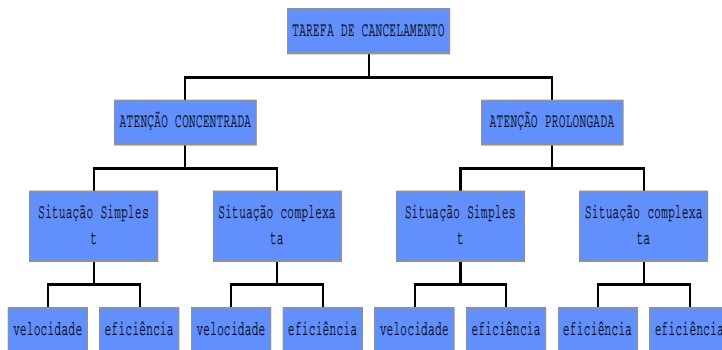 TAREFA DE CANCELAMENTO
ATENÇÃO CONCENTRADA
ATENÇÃO PROLONGADA
Situação Simples
t
Situação complexa
ta
Situação Simples
t
Situação complexa
ta
velocidade
eficiência
velocidade
eficiência
velocidade
eficiência
eficiência
eficiência